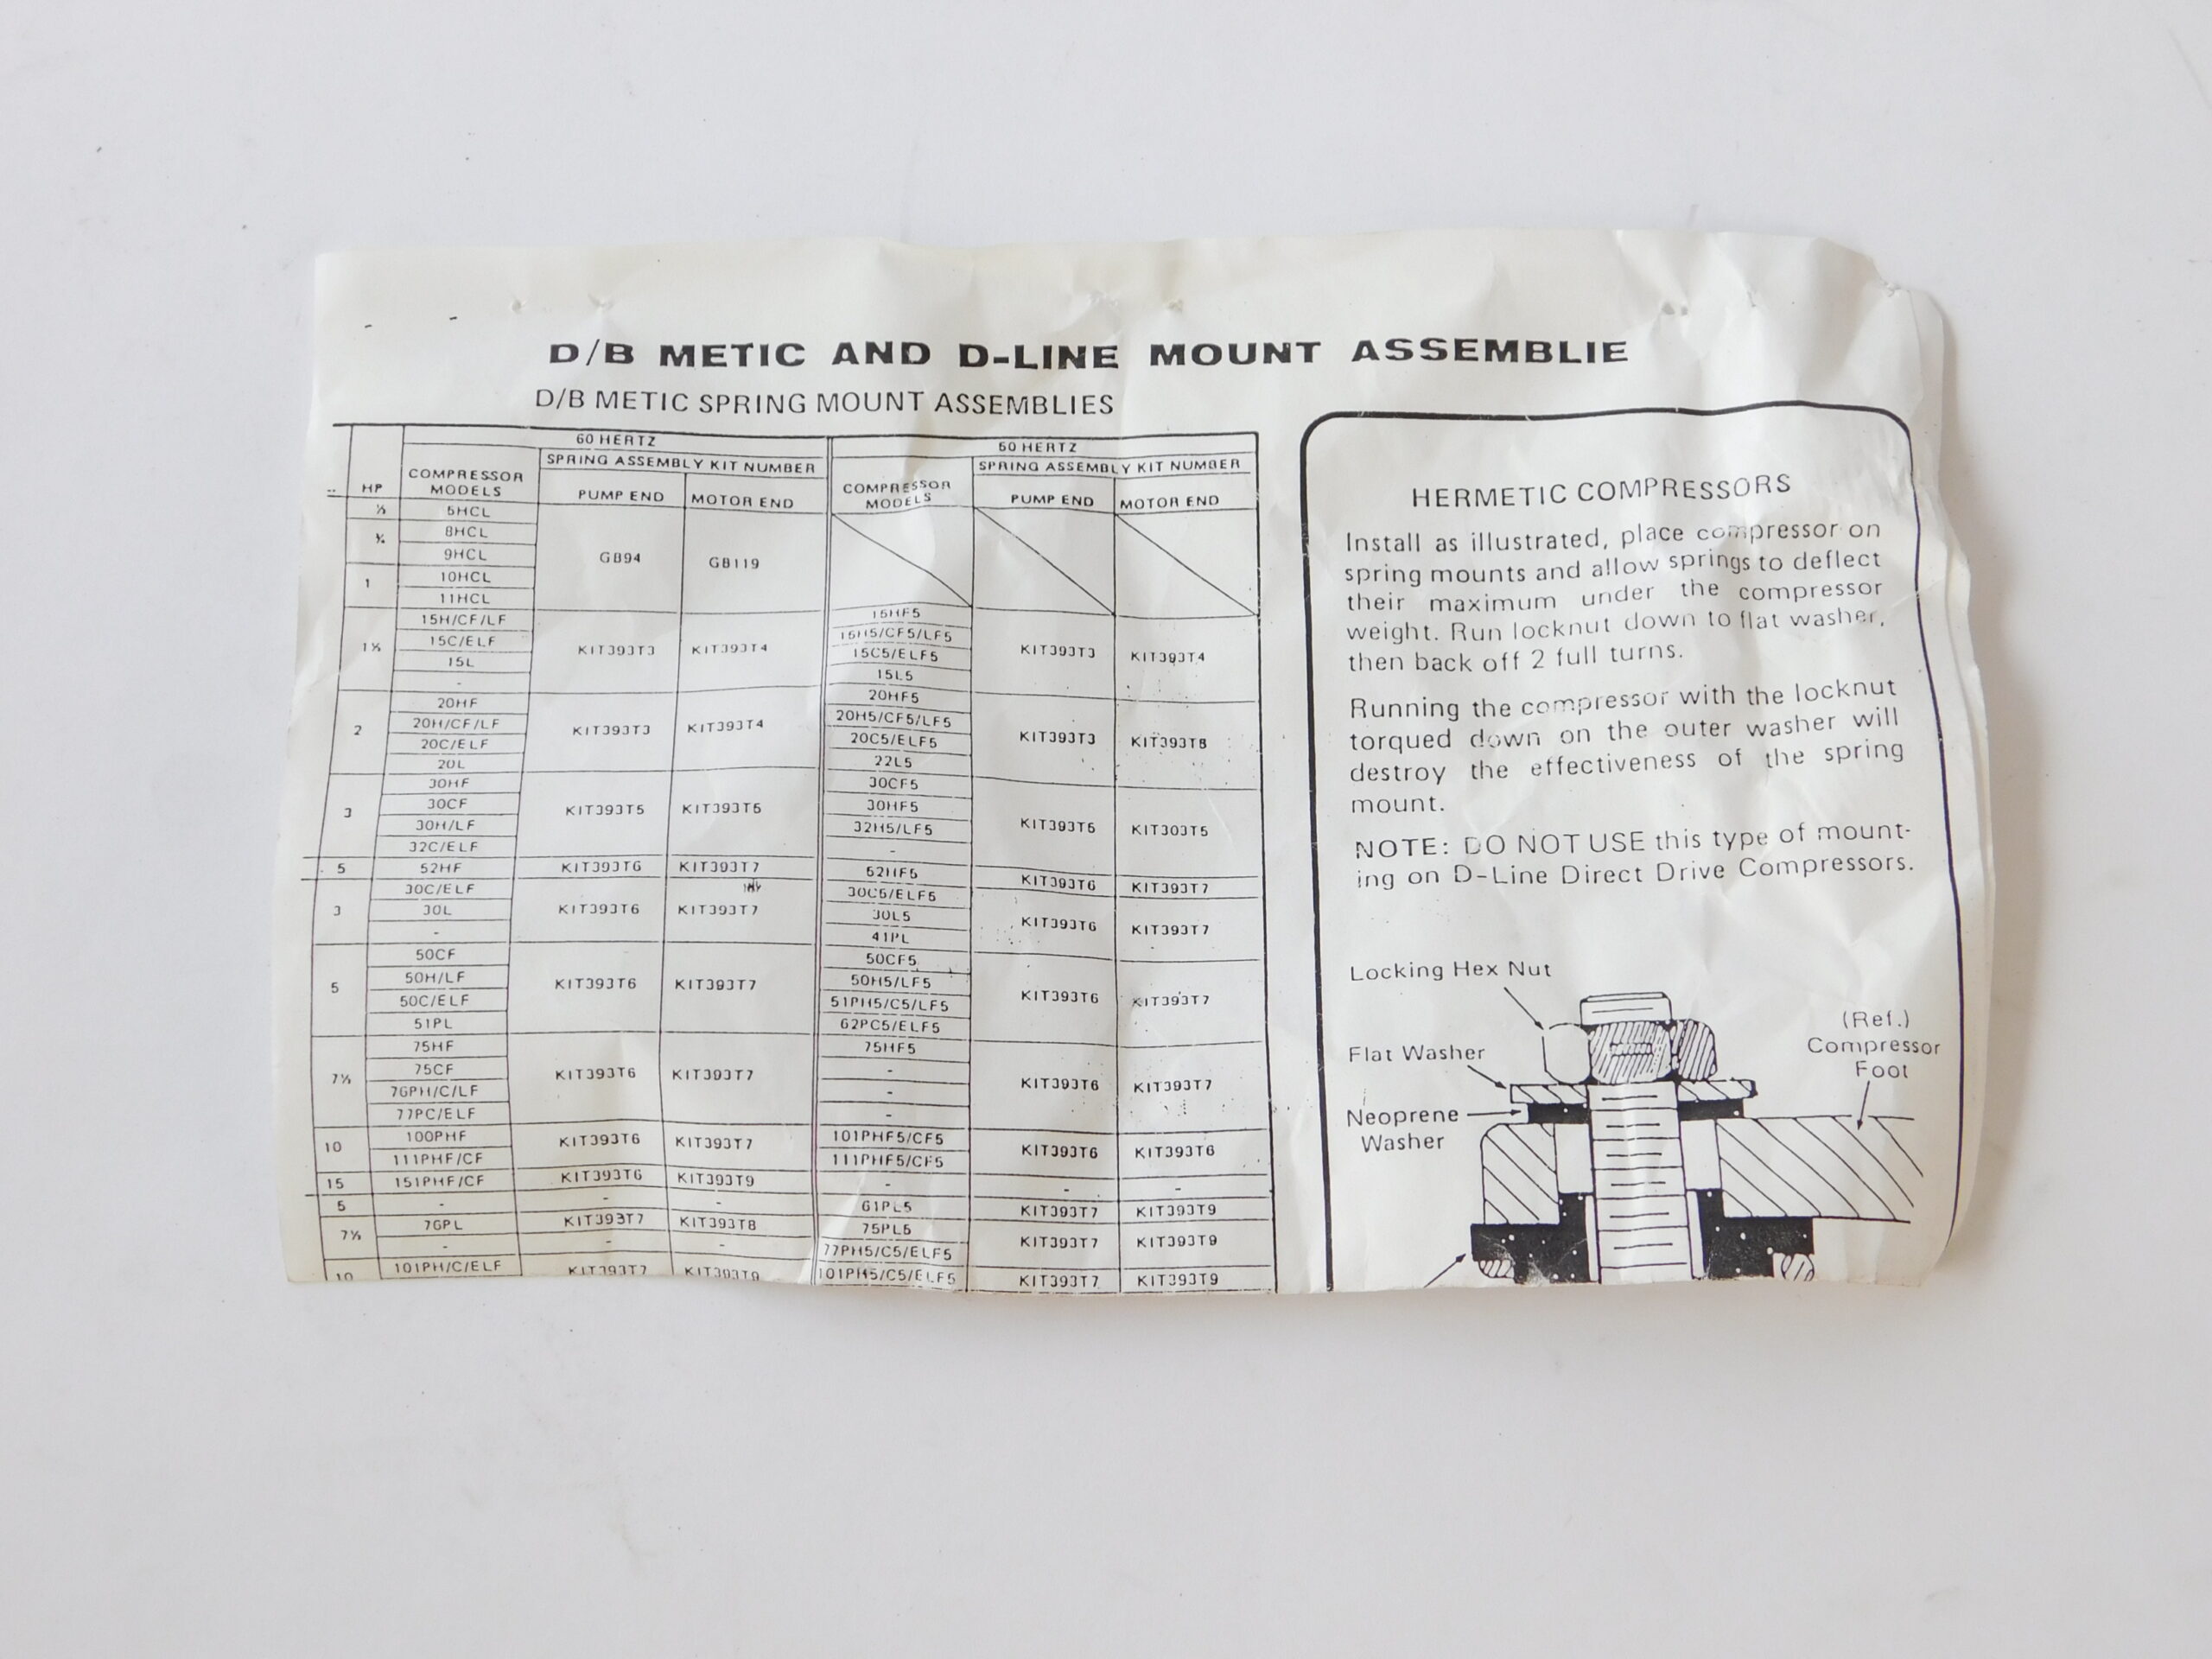 D/B METIC AND D-LINE MOUNT ASSEMBLIE
D/B METIC SPRING MOUNT ASSEMBLIES
60 HERTZ 50 HERTZ
SPRING ASSEMBLY KIT NUMBER SPRING ASSEMBLY KIT NUMBER
HP COMPRESSOR MODELS PUMP END MOTOR END COMPRESSOR MODELS PUMP END MOTOR END
5HCL
8HCL
9HCL GB94 GB119
1 10HCL
11HCL
15H/CF/LF 15HF5
15C/ELF 15H5/CF5/LF5
1½ 15L KIT393T3 KIT393T4 15C5/ELF5 KIT393T3 KIT393T4
- 15L5
20HF 20HF5
2 20H/CF/LF KIT393T3 KIT393T4 20H5/CF5/LF5 KIT393T3 KIT393T8
20C/ELF 20C5/ELF5
20L 22L5
30HF 30CF5
3 30CF KIT393T5 KIT393T5 30HF5 KIT393T5 KIT303T5
30H/LF 32H5/LF5
32C/ELF -
5 52HF KIT393T6 KIT393T7 52HF5 KIT393T6 KIT393T7
30C/ELF 30C5/ELF5
3 30L KIT393T6 KIT393T7 30L5 KIT393T6 KIT393T7
- 41PL
50CF 50CF5
5 50H/LF KIT393T6 KIT393T7 50H5/LF5 KIT393T6 KIT393T7
50C/ELF 51PH5/C5/LF5
51PL 62PC5/ELF5
75HF 75HF5
7½ 75CF KIT393T6 KIT393T7 - KIT393T6 KIT393T7
76PH/C/LF -
77PC/ELF -
10 100PHF KIT393T6 KIT393T7 101PHF5/CF5 KIT393T6 KIT393T6
111PHF/CF 111PHF5/CF5
15 151PHF/CF KIT393T6 KIT393T9 - - -
5 - - - 61PL5 KIT393T7 KIT393T9
7½ 76PL KIT393T7 KIT393T8 75PL5 KIT393T7 KIT393T9
- - - 77PH5/C5/ELF5
10 101PH/C/ELF KIT393T7 KIT393T9 101PH5/C5/ELF5 KIT393T7 KIT393T9
HERMETIC COMPRESSORS
Install as illustrated, place compressor on
spring mounts and allow springs to deflect
their maximum under the compressor
weight. Run locknut down to flat washer,
then back off 2 full turns.
Running the compressor with the locknut
torqued down on the outer washer will
destroy the effectiveness of the spring
mount.
NOTE: DO NOT USE this type of mount-
ing on D-Line Direct Drive Compressors.
Locking Hex Nut
(Ref.)
Compressor
Foot
Flat Washer
Neoprene
Washer